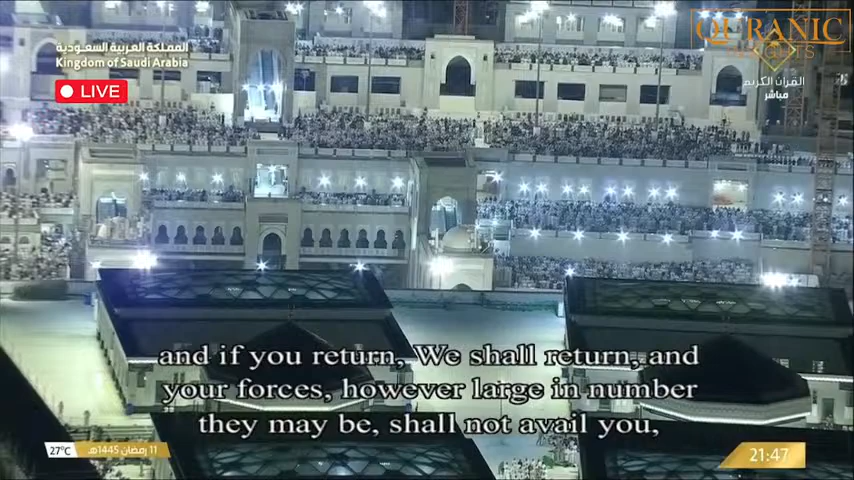 المملكة العربية السعودية
Kingdom of Saudi Arabia
LIVE
QURANIC
القرآن الكريم
مباشر
and if you return, We shall return, and
your forces, however large in number
they may be, shall not avail you,
27°C
11 رمضان 1445هـ
21:47